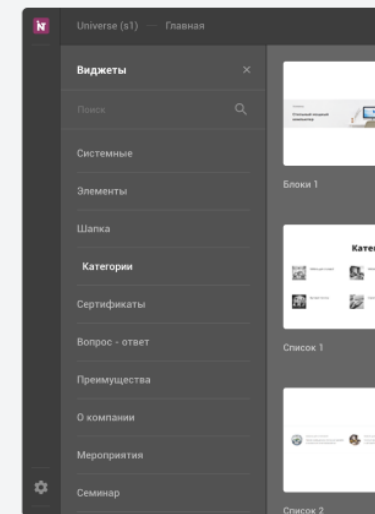 Universe (s1) — Главная
Виджеты
Поиск
Системные
Элементы
Шапка
Категории
Сертификаты
Вопрос - ответ
Преимущества
О компании
Мероприятия
Семинар
Блоки 1
Список 1
Список 2